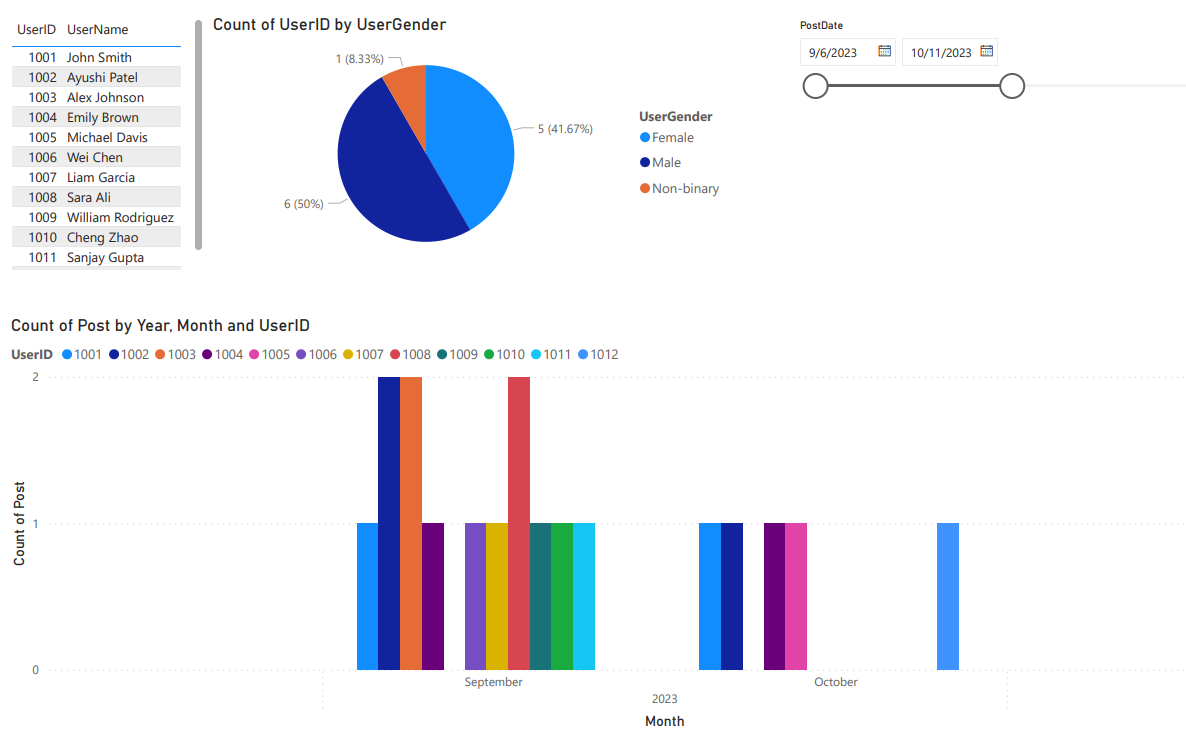 UserID UserName
1001 John Smith
1002 Ayushi Patel
1003 Alex Johnson
1004 Emily Brown
1005 Michael Davis
1006 Wei Chen
1007 Liam Garcia
1008 Sara Ali
1009 William Rodriguez
1010 Cheng Zhao
1011 Sanjay Gupta
Count of UserID by UserGender
1 (8.33%)
5 (41.67%)
6 (50%)
UserGender
Female
Male
Non-binary
PostDate
9/6/2023 10/11/2023
Count of Post by Year, Month and UserID
UserID 1001 1002 1003 1004 1005 1006 1007 1008 1009 1010 1011 1012
2
1
0
Count of Post
September October
2023
Month